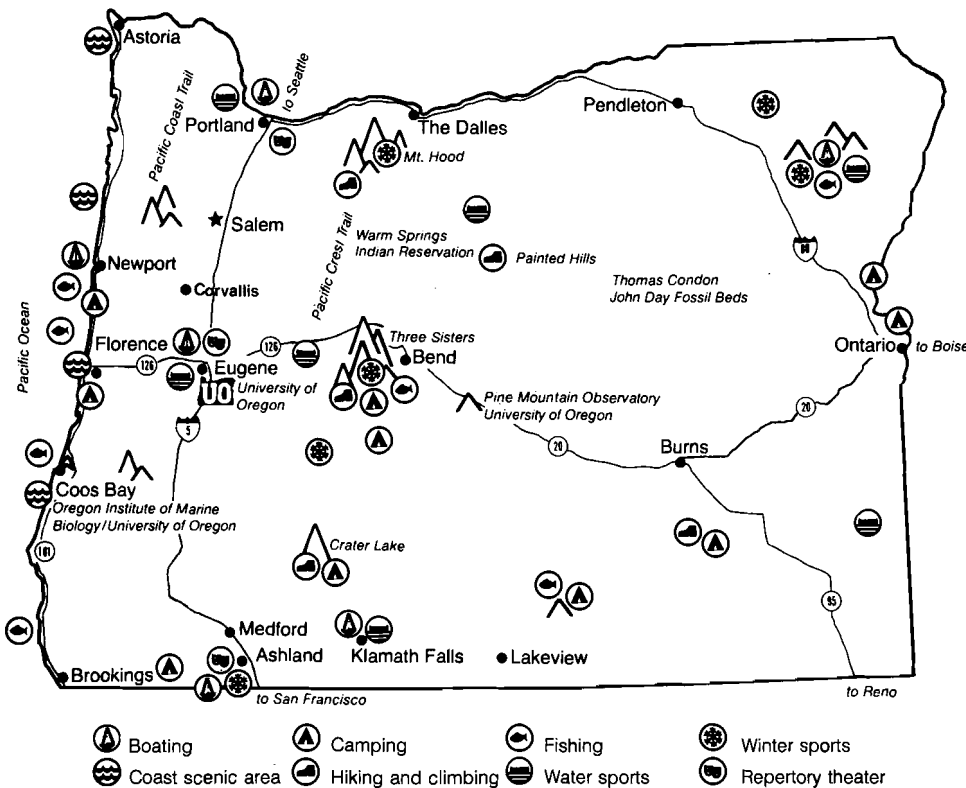 Astoria
to Seattle
Pacific Coast Trail
Portland
The Dalles
Pendleton
Mt. Hood
Salem
Pacific Crest Trail
Warm Springs
Indian Reservation
Painted Hills
Newport
Corvallis
Thomas Condon
John Day Fossil Beds
Pacific Ocean
Florence
126
126
Eugene
UO
University of
Oregon
Three Sisters
Bend
Ontario
to Boise
5
Pine Mountain Observatory
University of Oregon
20
20
Burns
Coos Bay
Oregon Institute of Marine
Biology/University of Oregon
101
Crater Lake
95
Medford
Ashland
Klamath Falls
Lakeview
Brookings
to San Francisco
to Reno
Boating
Camping
Fishing
Winter sports
Coast scenic area
Hiking and climbing
Water sports
Repertory theater